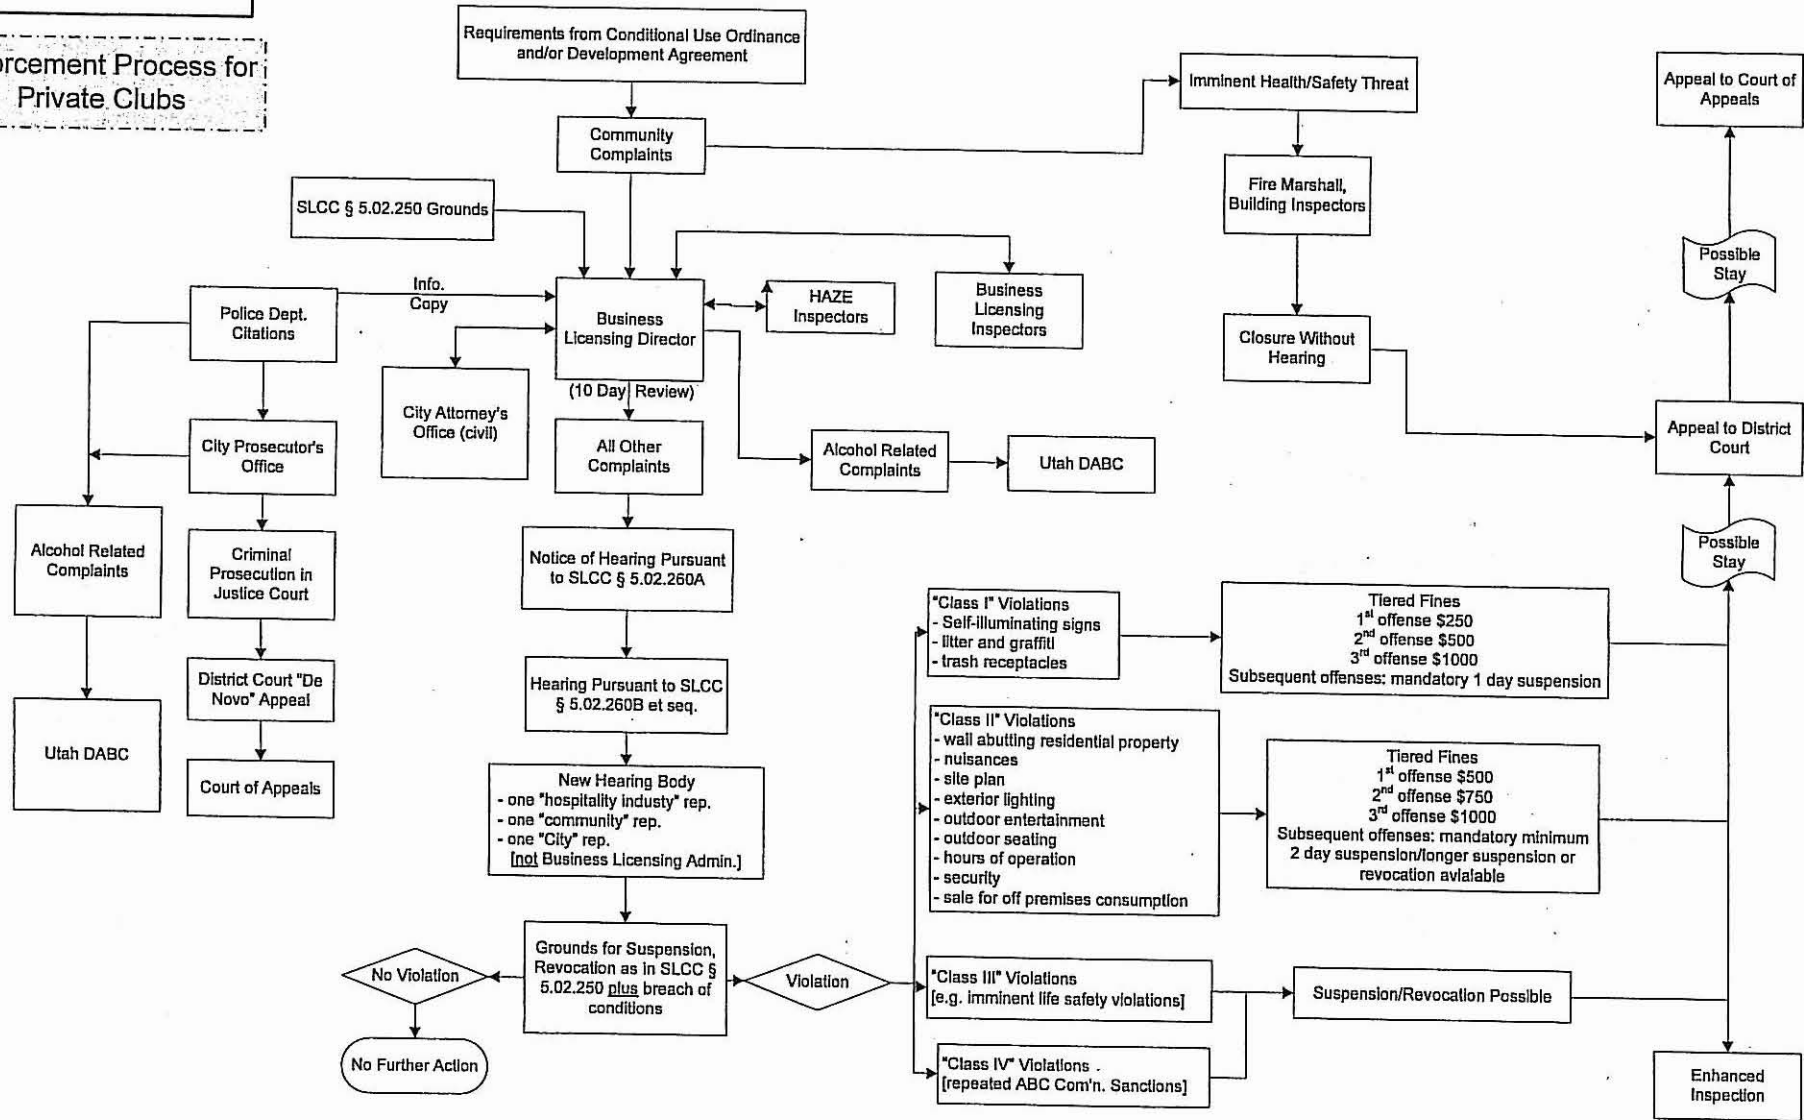 orcement Process for
Private Clubs
Requirements from Conditional Use Ordinance
and/or Development Agreement
Community
Complaints
SLCC § 5.02.250 Grounds
Imminent Health/Safety Threat
Fire Marshall,
Building Inspectors
Closure Without
Hearing
Appeal to Court of
Appeals
Possible
Stay
Appeal to District
Court
Possible
Stay
Police Dept.
Citations
Info.
Copy
Business
Licensing Director
(10 Day Review)
HAZE
Inspectors
Business
Licensing
Inspectors
City Attorney's
Office (civil)
City Prosecutor's
Office
All Other
Complaints
Alcohol Related
Complaints
Utah DABC
Alcohol Related
Complaints
Utah DABC
Criminal
Prosecution in
Justice Court
District Court "De
Novo" Appeal
Court of Appeals
Notice of Hearing Pursuant
to SLCC § 5.02.260A
Hearing Pursuant to SLCC
§ 5.02.260B et seq.
New Hearing Body
- one "hospitality industy" rep.
- one "community" rep.
- one "City" rep.
[not Business Licensing Admin.]
Grounds for Suspension,
Revocation as in SLCC §
5.02.250 plus breach of
conditions
No Violation
No Further Action
Violation
"Class I" Violations
- Self-illuminating signs
- litter and graffiti
- trash receptacles
Tiered Fines
1st offense $250
2nd offense $500
3rd offense $1000
Subsequent offenses: mandatory 1 day suspension
"Class II" Violations
- wall abutting residential property
- nuisances
- site plan
- exterior lighting
- outdoor entertainment
- outdoor seating
- hours of operation
- security
- sale for off premises consumption
Tiered Fines
1st offense $500
2nd offense $750
3rd offense $1000
Subsequent offenses: mandatory minimum
2 day suspension/longer suspension or
revocation avialable
"Class III" Violations
[e.g. imminent life safety violations]
Suspension/Revocation Possible
"Class IV" Violations
[repeated ABC Com'n. Sanctions]
Enhanced
Inspection